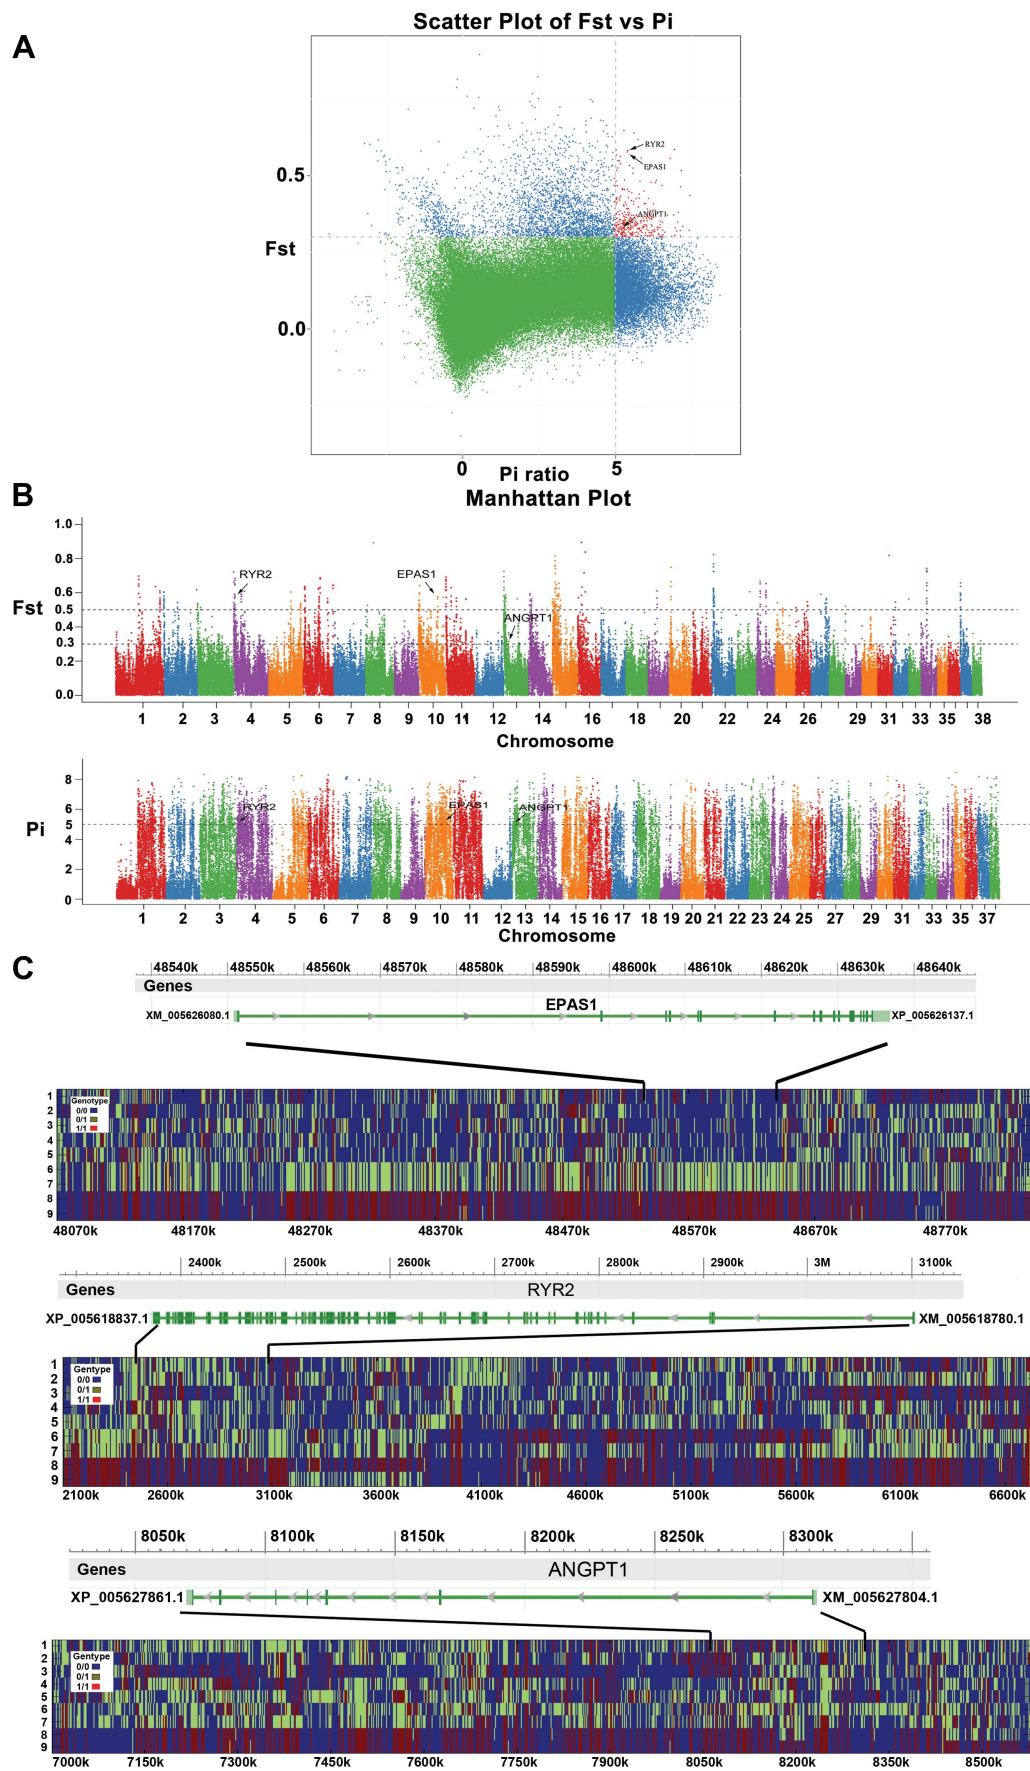 A
Scatter Plot of Fst vs Pi
RYR2
EPAS1
ANGPT1
0.5
Fst
0.0
0 5
Pi ratio
B
Manhattan Plot
1.0
0.8
0.6
0.5
0.4
0.3
0.2
0.0
Fst
RYR2
EPAS1
ANGPT1
1 2 3 4 5 6 7 8 9 10 11 12 14 16 18 20 22 24 26 29 31 33 35 38
Chromosome
8
6
5
4
2
0
Pi
RYR2
EPAS1
ANGPT1
1 2 3 4 5 6 7 8 9 10 11 12 13 14 15 16 17 18 19 20 21 22 23 25 27 29 31 33 35 37
Chromosome
C
48540k 48550k 48560k 48570k 48580k 48590k 48600k 48610k 48620k 48630k 48640k
Genes
EPAS1
XM_005626080.1 XP_005626137.1
Genotype
0/0
0/1
1/1
1
2
3
4
5
6
7
8
9
48070k 48170k 48270k 48370k 48470k 48570k 48670k 48770k
2400k 2500k 2600k 2700k 2800k 2900k 3M 3100k
Genes RYR2
XP_005618837.1 XM_005618780.1
Gentype
0/0
0/1
1/1
1
2
3
4
5
6
7
8
9
2100k 2600k 3100k 3600k 4100k 4600k 5100k 5600k 6100k 6600k
8050k 8100k 8150k 8200k 8250k 8300k
Genes ANGPT1
XP_005627861.1 XM_005627804.1
Gentype
0/0
0/1
1/1
1
2
3
4
5
6
7
8
9
7000k 7150k 7300k 7450k 7600k 7750k 7900k 8050k 8200k 8350k 8500k